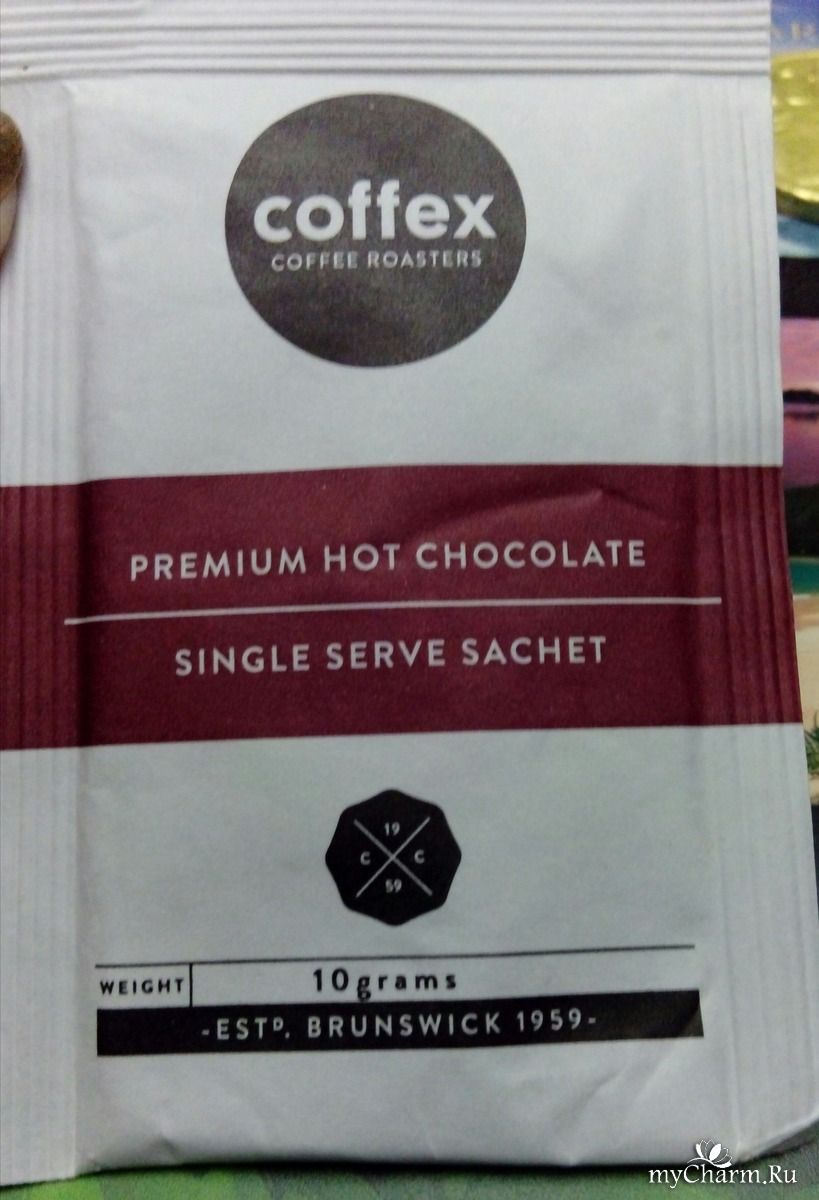 coffex
COFFEE ROASTERS
PREMIUM HOT CHOCOLATE
SINGLE SERVE SACHET
19
C C
59
WEIGHT 10grams
-ESTD. BRUNSWICK 1959-
myCharm.Ru